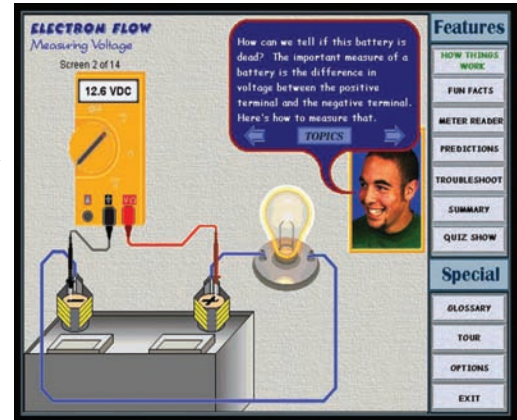 ELECTRON FLOW
Measuring Voltage
Screen 2 of 14
12.6 VDC
How can we tell if this battery is
dead? The important measure of a
battery is the difference in
voltage between the positive
terminal and the negative terminal.
Here's how to measure that.
TOPICS
Features
HOW THINGS
WORK
FUN FACTS
METER READER
PREDICTIONS
TROUBLESHOOT
SUMMARY
QUIZ SHOW
Special
GLOSSARY
TOUR
OPTIONS
EXIT